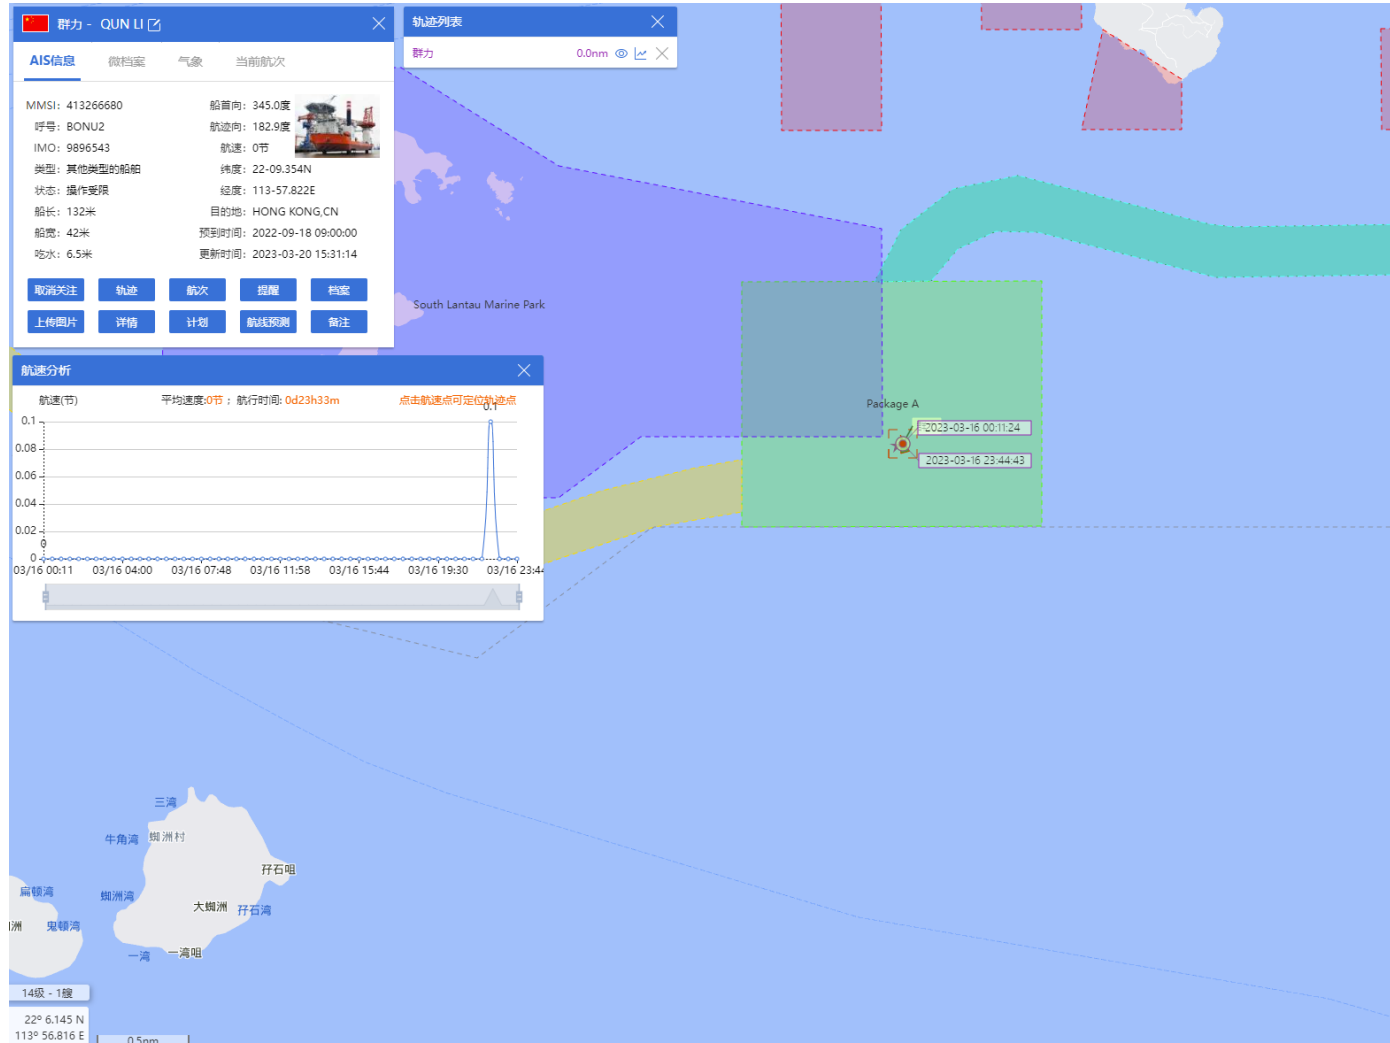 群力 - QUN LI
AIS信息 微档案 气象 当前航次
MMSI: 413266680 船首向: 345.0度
呼号: BONU2 航迹向: 182.9度
IMO: 9896543 航速: 0节
类型: 其他类型的船舶 纬度: 22-09.354N
状态: 操作受限 经度: 113-57.822E
船长: 132米 目的地: HONG KONG,CN
船宽: 42米 预到时间: 2022-09-18 09:00:00
吃水: 6.5米 更新时间: 2023-03-20 15:31:14
取消关注 轨迹 航次 提醒 档案
上传图片 详情 计划 航线预测 备注
轨迹列表
群力 0.0nm
South Lantau Marine Park
Package A
2023-03-16 00:11:24
2023-03-16 23:44:43
航速分析
航速(节) 平均速度:0节 ; 航行时间: 0d23h33m 点击航速点可定位轨迹点
0.1
0.1
0.08
0.06
0.04
0.02
0
0
03/16 00:11 03/16 04:00 03/16 07:48 03/16 11:58 03/16 15:44 03/16 19:30 03/16 23:44
三湾
牛角湾
蜘洲村
孖石咀
扁顿湾
蜘洲湾
大蜘洲
孖石湾
洲
鬼顿湾
一湾
一湾咀
14级 - 1艘
22º 6.145 N
113º 56.816 E
0.5nm